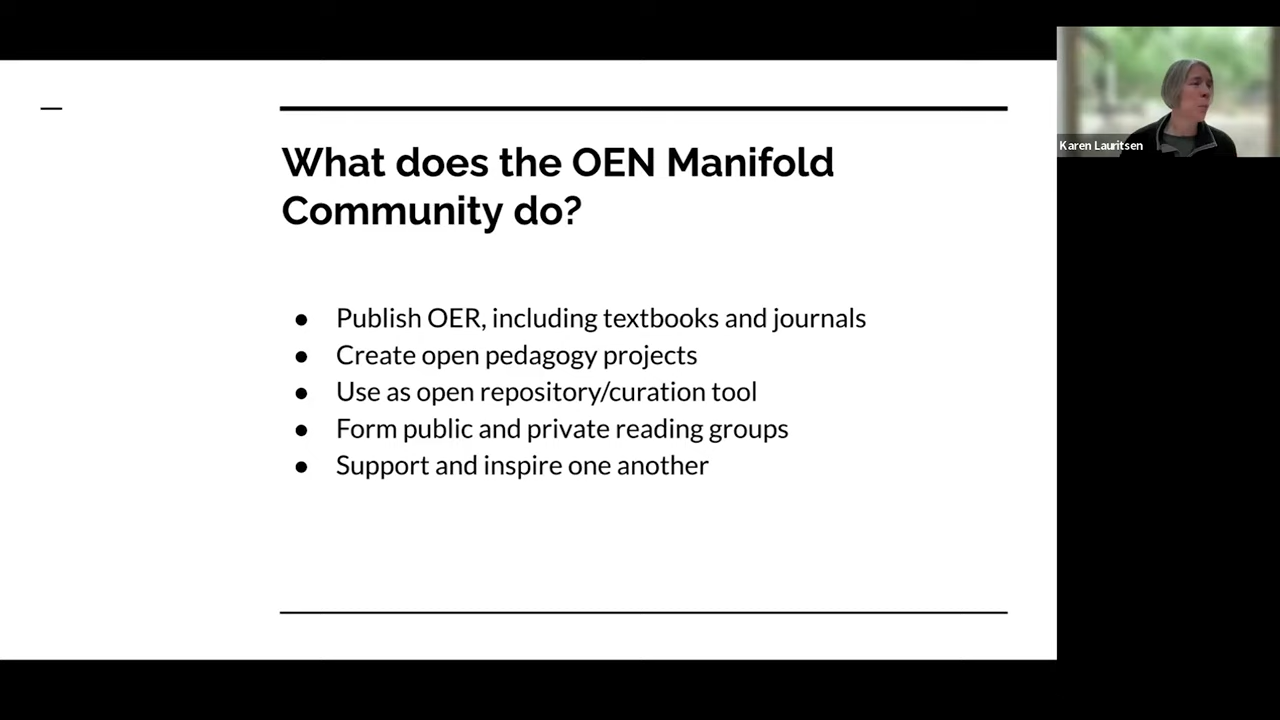 What does the OEN Manifold
Community do?
● Publish OER, including textbooks and journals
● Create open pedagogy projects
● Use as open repository/curation tool
● Form public and private reading groups
● Support and inspire one another
Karen Lauritsen